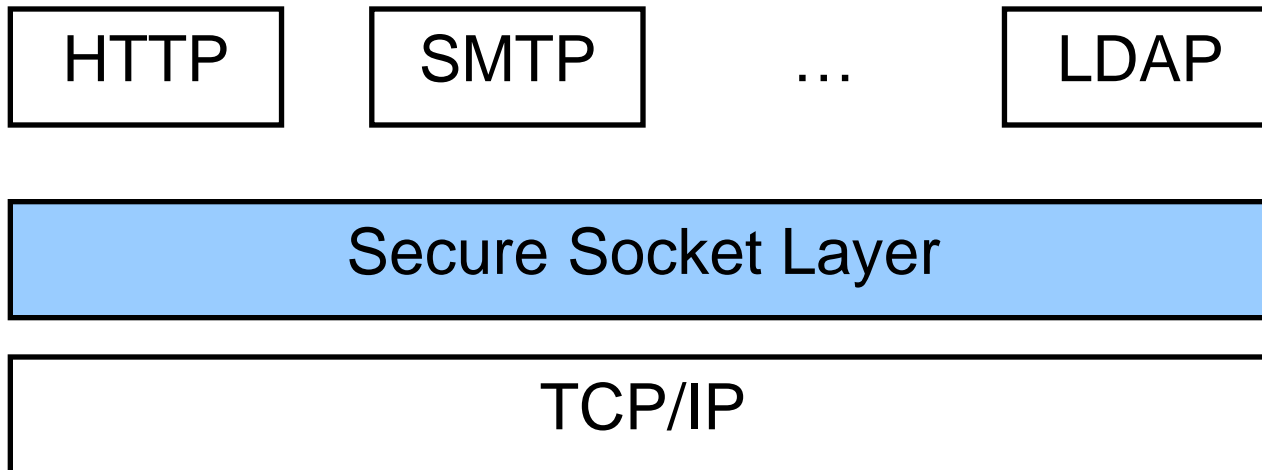 HTTP SMTP … LDAP
Secure Socket Layer
TCP/IP